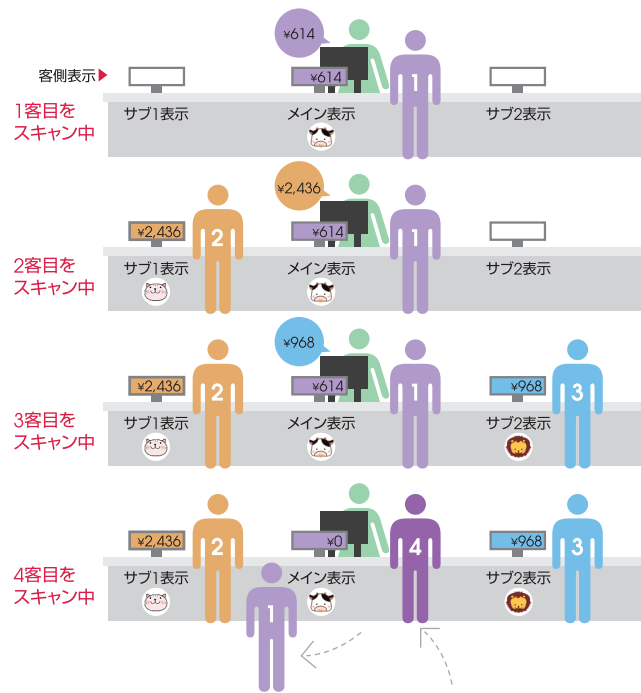 ¥614
客側表示
¥614
1
1客目を
スキャン中
サブ1表示
メイン表示
サブ2表示
¥2,436
¥2,436
2
¥614
1
2客目を
スキャン中
サブ1表示
メイン表示
サブ2表示
¥968
¥2,436
2
¥614
1
¥968
3
3客目を
スキャン中
サブ1表示
メイン表示
サブ2表示
¥2,436
2
¥0
4
¥968
3
4客目を
スキャン中
サブ1表示
メイン表示
サブ2表示
1